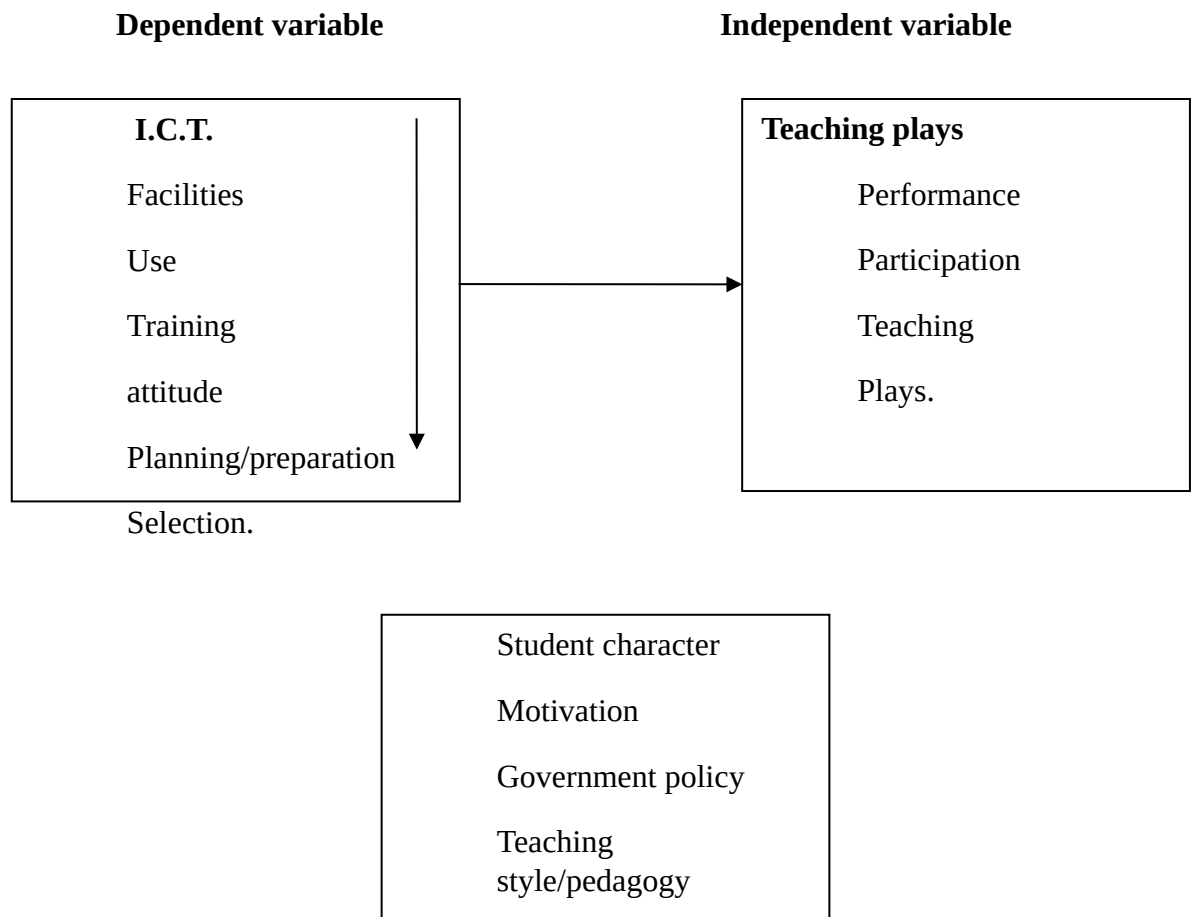 Dependent variable
Independent variable
I.C.T.
Facilities
Use
Training
attitude
Planning/preparation
Selection.
Teaching plays
Performance
Participation
Teaching
Plays.
Student character
Motivation
Government policy
Teaching
style/pedagogy